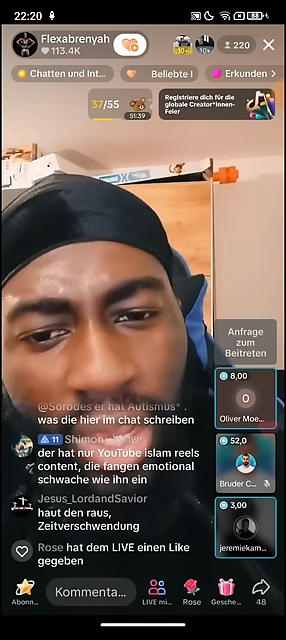 22:20
Flexabrenyah
113.4K
10+
10+
220
Chatten und Int...
Beliebte l
Erkunden >
37/55
51:39
Registriere dich für die
globale Creator*innen-
Feier
Anfrage
zum
Beitreten
8,00
O
Oliver Moe...
@Sorodes er hat Autismus* .
was die hier im chat schreiben
11 Shimon ישראל
der hat nur YouTube islam reels
content, die fangen emotional
schwache wie ihn ein
52,0
Bruder C...
Jesus_LordandSavior
haut den raus,
Zeitverschwendung
3,00
jeremiekam...
Rose hat dem LIVE einen Like
gegeben
Kommenta...
Abonn...
LIVE mi...
Rose
Gesche...
48